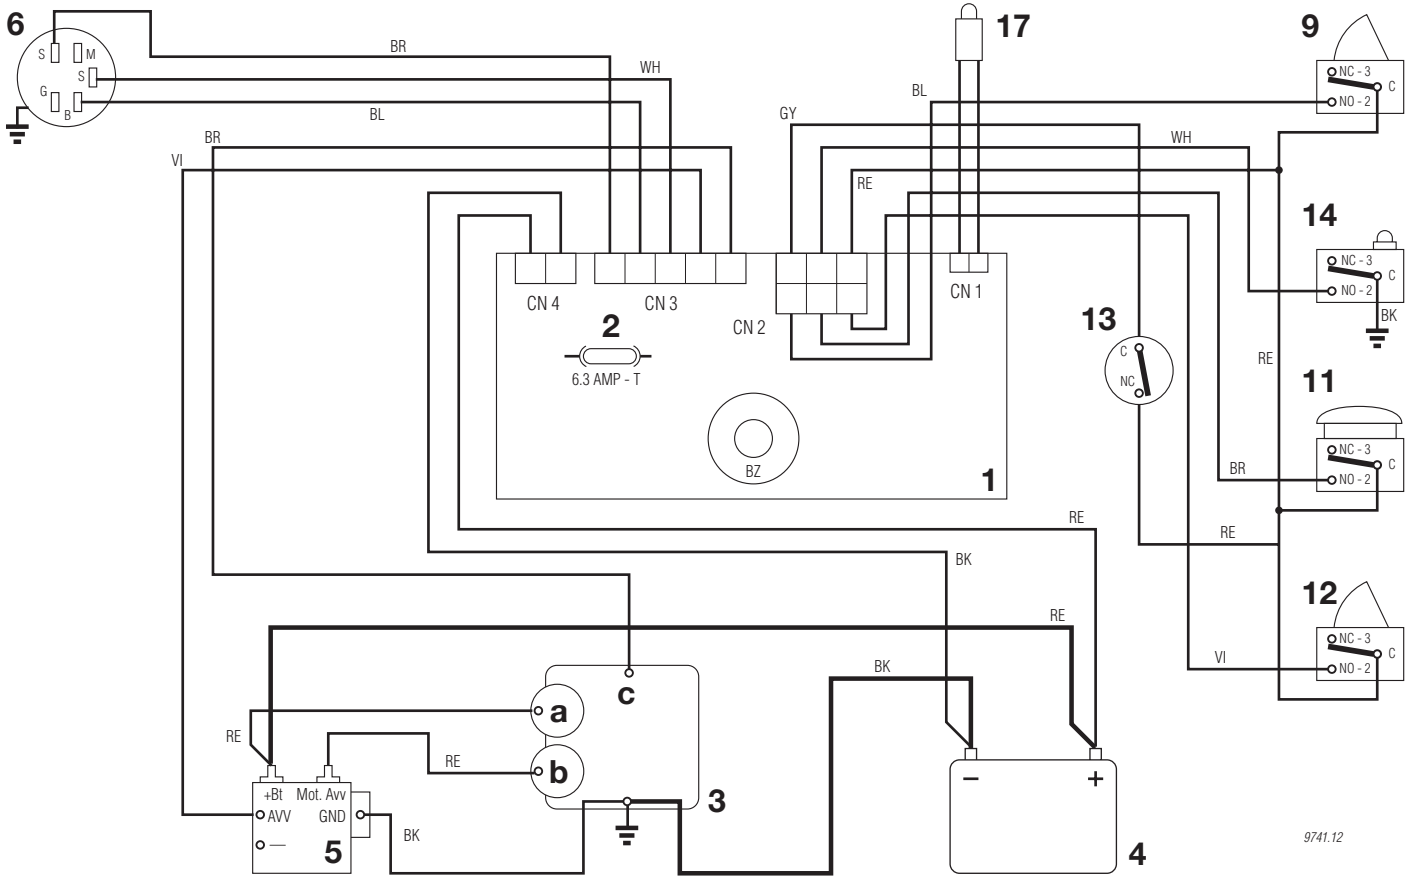 6
17
9
S
M
BR
S
WH
NC - 3
C
G
B
BL
NO - 2
BL
GY
BR
WH
VI
RE
14
NC - 3
C
NO - 2
BK
CN 4
CN 3
CN 1
2
CN 2
13
C
NC
RE
6.3 AMP - T
11
NC - 3
C
BR
NO - 2
BZ
1
RE
RE
BK
12
RE
NC - 3
C
VI
NO - 2
BK
c
a
RE
b
RE
+Bt
Mot. Avv
3
AVV
GND
BK
5
−
+
4
9741.12